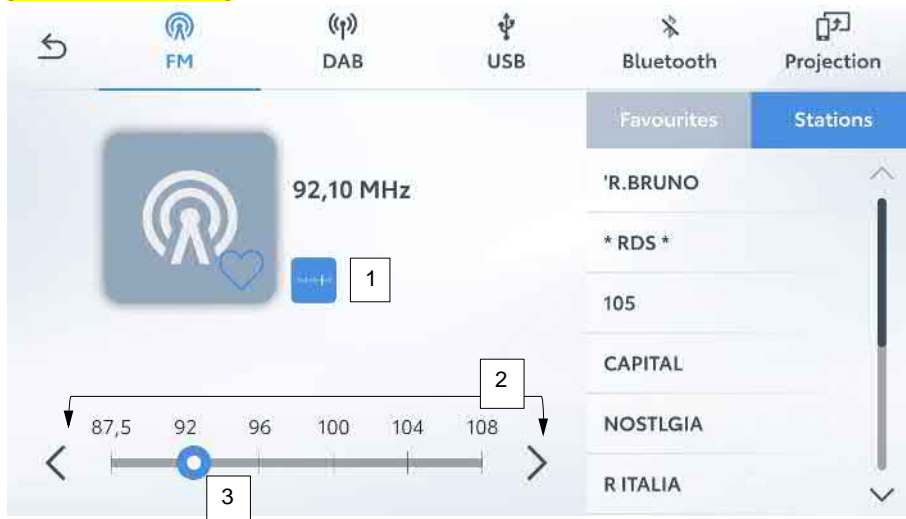 FM
DAB
USB
Bluetooth
Projection
Favourites
Stations
92,10 MHz
1
'R.BRUNO
* RDS *
105
CAPITAL
NOSTLGIA
R ITALIA
2
87,5 92 96 100 104 108
3